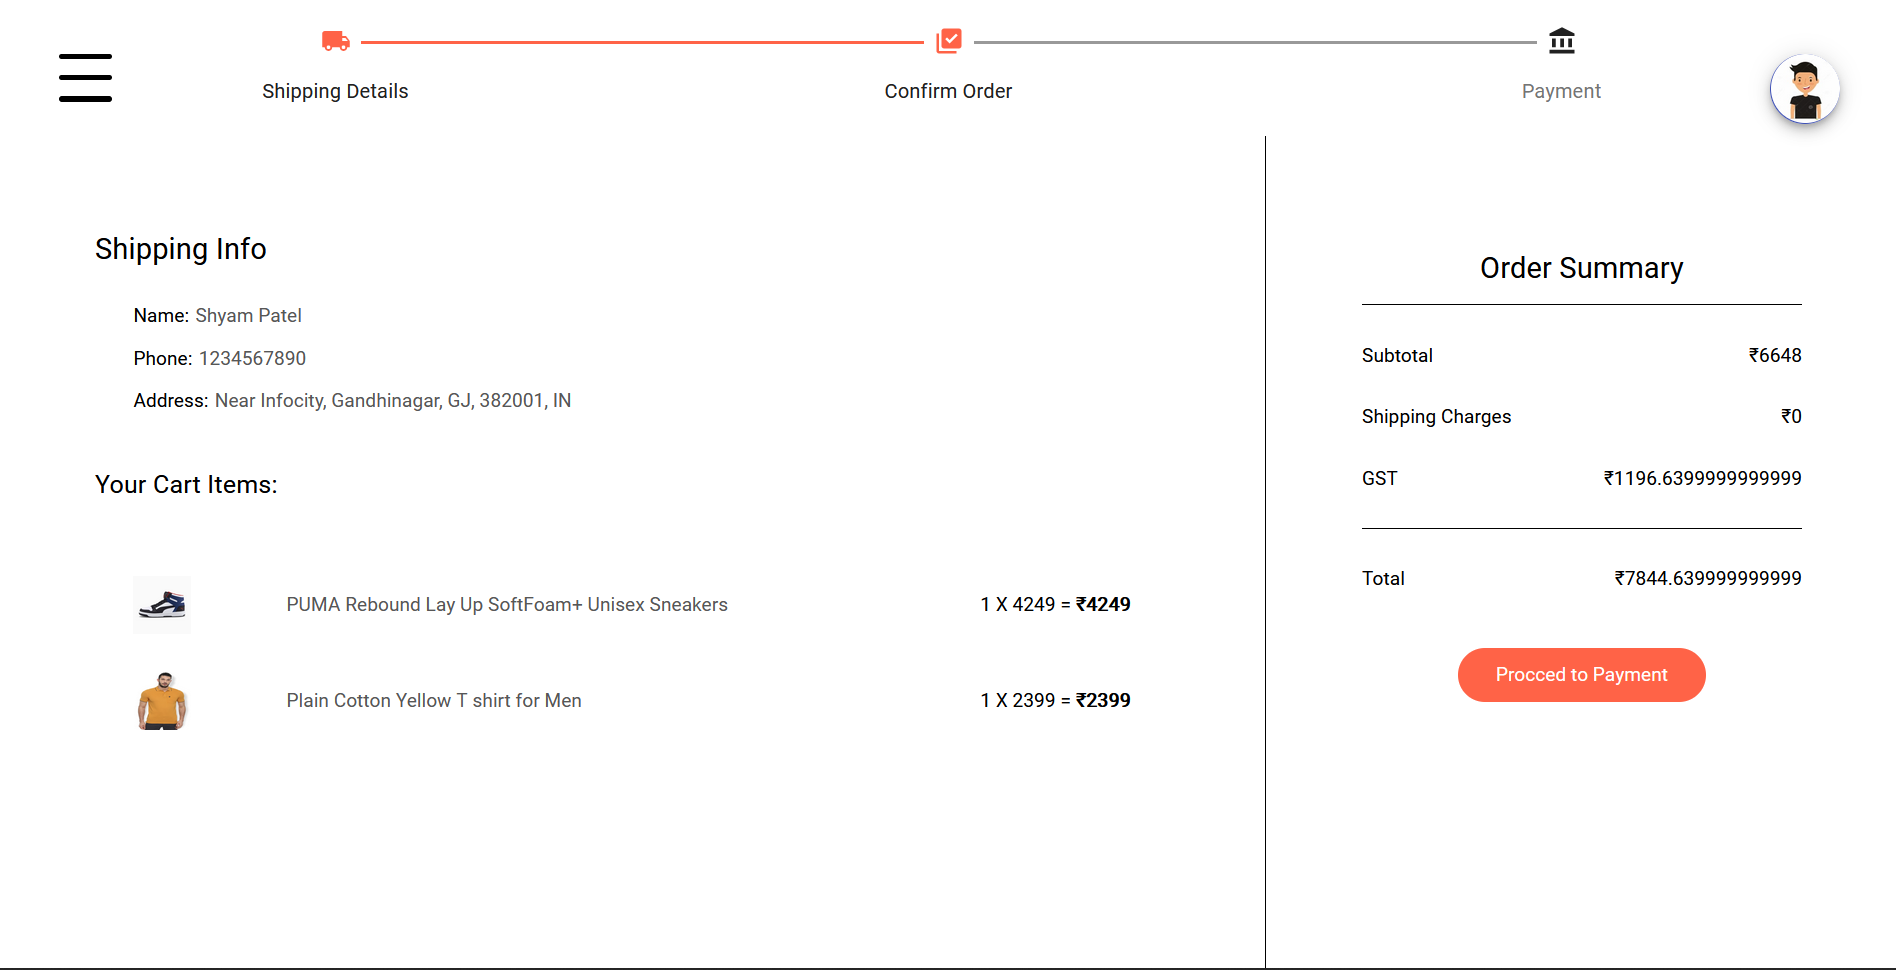 Shipping Details
Confirm Order
Payment
Shipping Info
Name: Shyam Patel
Phone: 1234567890
Address: Near Infocity, Gandhinagar, GJ, 382001, IN
Your Cart Items:
PUMA Rebound Lay Up SoftFoam+ Unisex Sneakers 1 X 4249 = ₹4249
Plain Cotton Yellow T shirt for Men 1 X 2399 = ₹2399
Order Summary
Subtotal ₹6648
Shipping Charges ₹0
GST ₹1196.6399999999999
Total ₹7844.639999999999
Procced to Payment